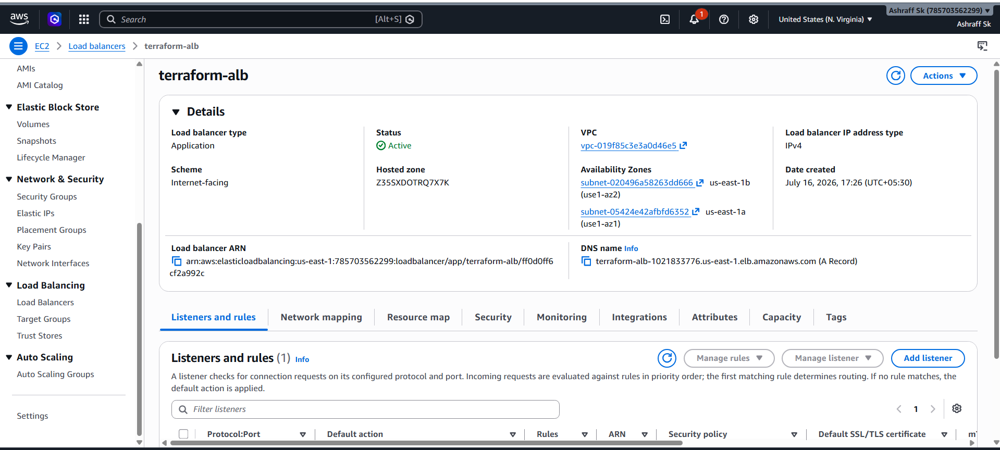 aws
Search [Alt+S]
1
United States (N. Virginia)
Ashraff Sk (785703562299)
Ashraff Sk
EC2 Load balancers terraform-alb
AMIs
AMI Catalog
Elastic Block Store
Volumes
Snapshots
Lifecycle Manager
Network & Security
Security Groups
Elastic IPs
Placement Groups
Key Pairs
Network Interfaces
Load Balancing
Load Balancers
Target Groups
Trust Stores
Auto Scaling
Auto Scaling Groups
Settings
terraform-alb
Actions
Details
Load balancer type
Application
Status
Active
VPC
vpc-019f85c3e3a0d46e5
Load balancer IP address type
IPv4
Scheme
Internet-facing
Hosted zone
Z35SXDOTRQ7X7K
Availability Zones
subnet-020496a58263dd666 us-east-1b
(use1-az2)
subnet-05424e42afbfd6352 us-east-1a
(use1-az1)
Date created
July 16, 2026, 17:26 (UTC+05:30)
Load balancer ARN
arn:aws:elasticloadbalancing:us-east-1:785703562299:loadbalancer/app/terraform-alb/ff0d0ff6
cf2a992c
DNS name Info
terraform-alb-1021833776.us-east-1.elb.amazonaws.com (A Record)
Listeners and rules Network mapping Resource map Security Monitoring Integrations Attributes Capacity Tags
Listeners and rules (1) Info
Manage rules Manage listener Add listener
A listener checks for connection requests on its configured protocol and port. Incoming requests are evaluated against rules in priority order; the first matching rule determines routing. If no rule matches, the
default action is applied.
Filter listeners
1
Protocol:Port Default action Rules ARN Security policy Default SSL/TLS certificate